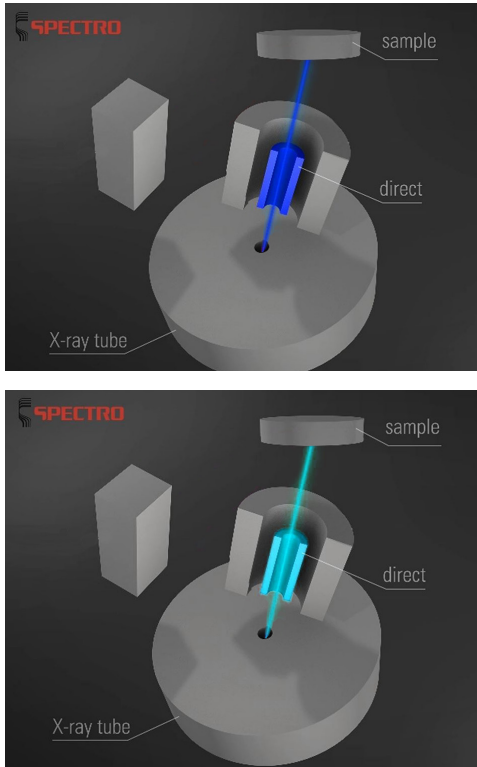 SPECTRO
sample
direct
X-ray tube
SPECTRO
sample
direct
X-ray tube